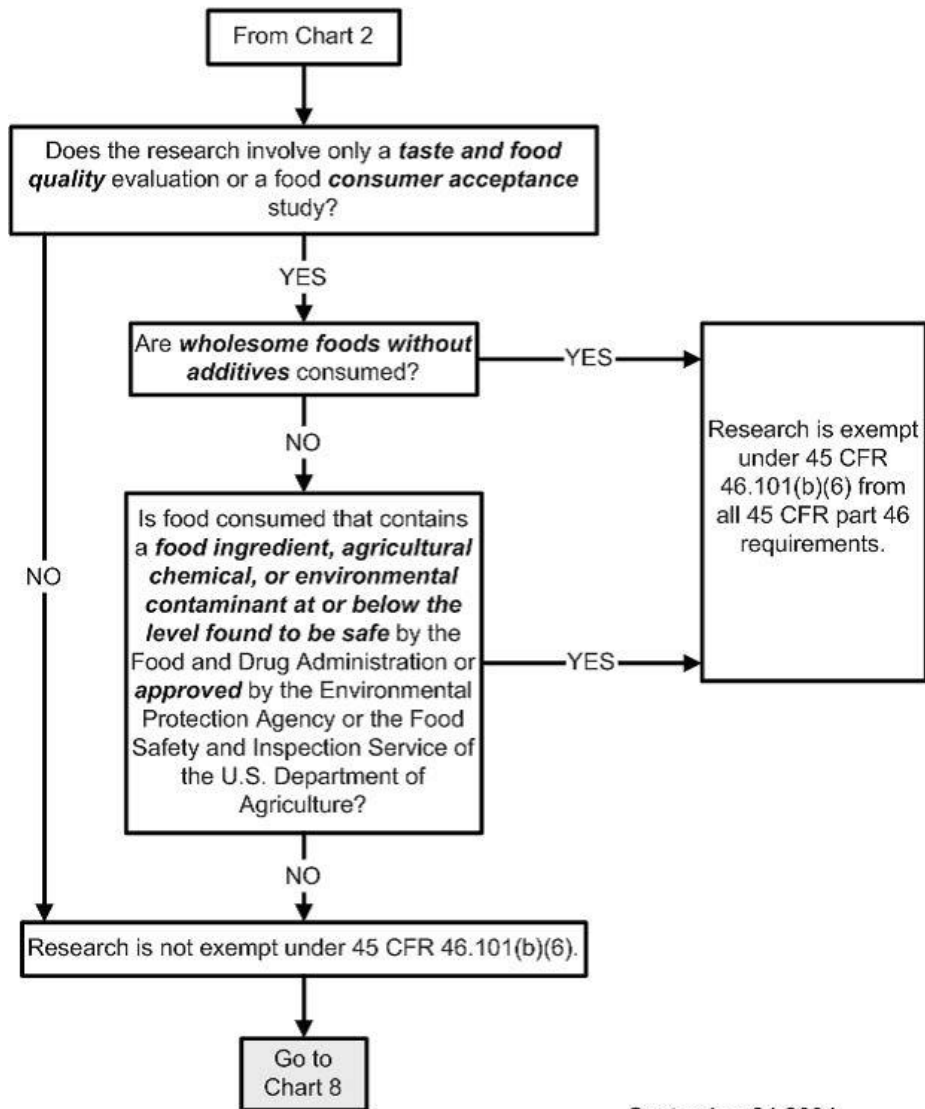 From Chart 2
Does the research involve only a taste and food
quality evaluation or a food consumer acceptance
study?
YES
Are wholesome foods without
additives consumed?
YES
NO
Research is exempt
under 45 CFR
46.101(b)(6) from
all 45 CFR part 46
requirements.
Is food consumed that contains
a food ingredient, agricultural
chemical, or environmental
contaminant at or below the
level found to be safe by the
Food and Drug Administration or
approved by the Environmental
Protection Agency or the Food
Safety and Inspection Service of
the U.S. Department of
Agriculture?
NO
YES
NO
Research is not exempt under 45 CFR 46.101(b)(6).
Go to
Chart 8